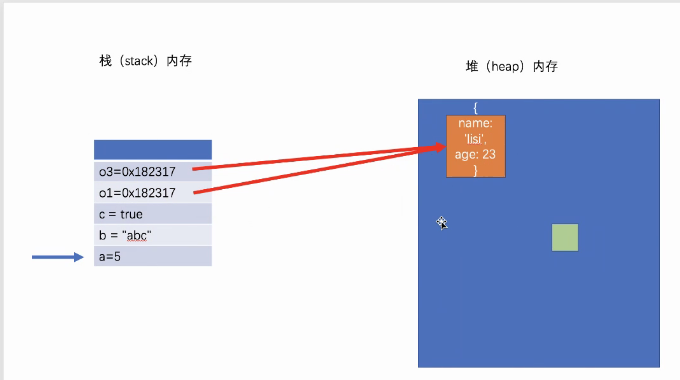 栈（stack）内存
堆（heap）内存
o3=0x182317
o1=0x182317
c = true
b = "abc"
a=5
{
name:
'lisi',
age: 23
}